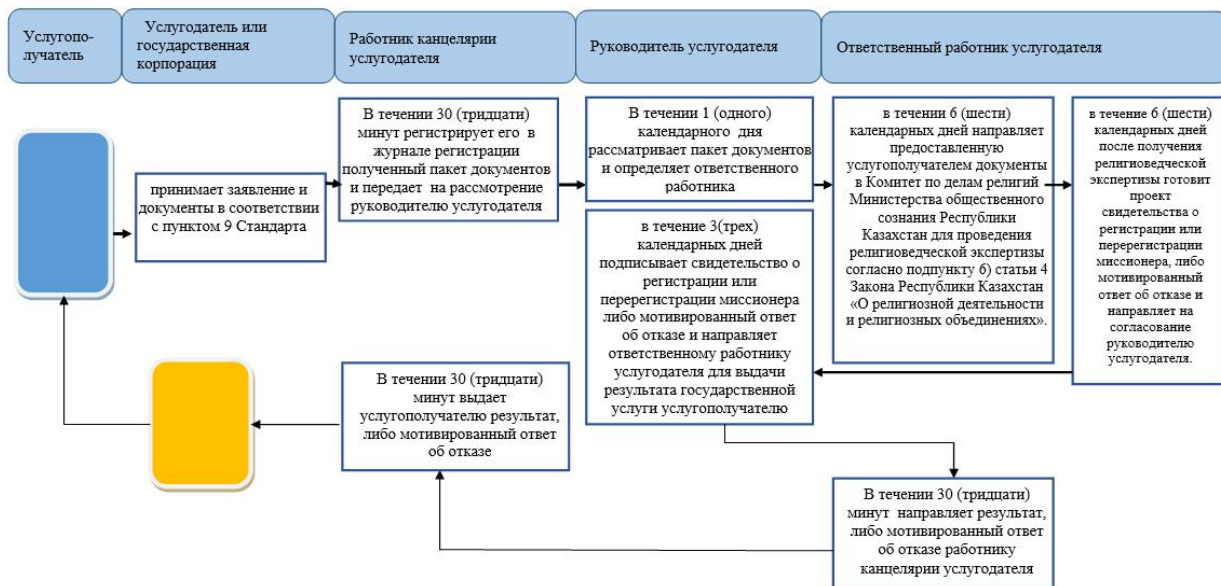 Услугопо-
лучатель
Услугодатель или
государственная
корпорация
Работник канцелярии
услугодателя
Руководитель услугодателя
Ответственный работник услугодателя
принимает заявление и
документы в соответствии
с пунктом 9 Стандарта
В течении 30 (тридцати)
минут регистрирует его в
журнале регистрации
полученный пакет документов
и передает на рассмотрение
руководителю услугодателя
В течении 1 (одного)
календарного дня
рассматривает пакет документов
и определяет ответственного
работника
в течении 6 (шести)
календарных дней направляет
предоставленную
услугополучателем документы
в Комитет по делам религий
Министерства общественного
сознания Республики
Казахстан для проведения
религиоведческой экспертизы
согласно подпункту 6) статьи 4
Закона Республики Казахстан
«О религиозной деятельности
и религиозных объединениях».
в течение 6 (шести)
календарных дней
после получения
религиоведческой
экспертизы готовит
проект
свидетельства о
регистрации или
перерегистрации
миссионера, либо
мотивированный
ответ об отказе и
направляет на
согласование
руководителю
услугодателя.
в течение 3(трех)
календарных дней
подписывает свидетельство о
регистрации или
перерегистрации миссионера
либо мотивированный ответ
об отказе и направляет
ответственному работнику
услугодателя для выдачи
результата государственной
услуги услугополучателю
В течении 30 (тридцати)
минут направляет результат,
либо мотивированный ответ
об отказе работнику
канцелярии услугодателя
В течении 30 (тридцати)
минут выдает
услугополучателю результат,
либо мотивированный ответ
об отказе